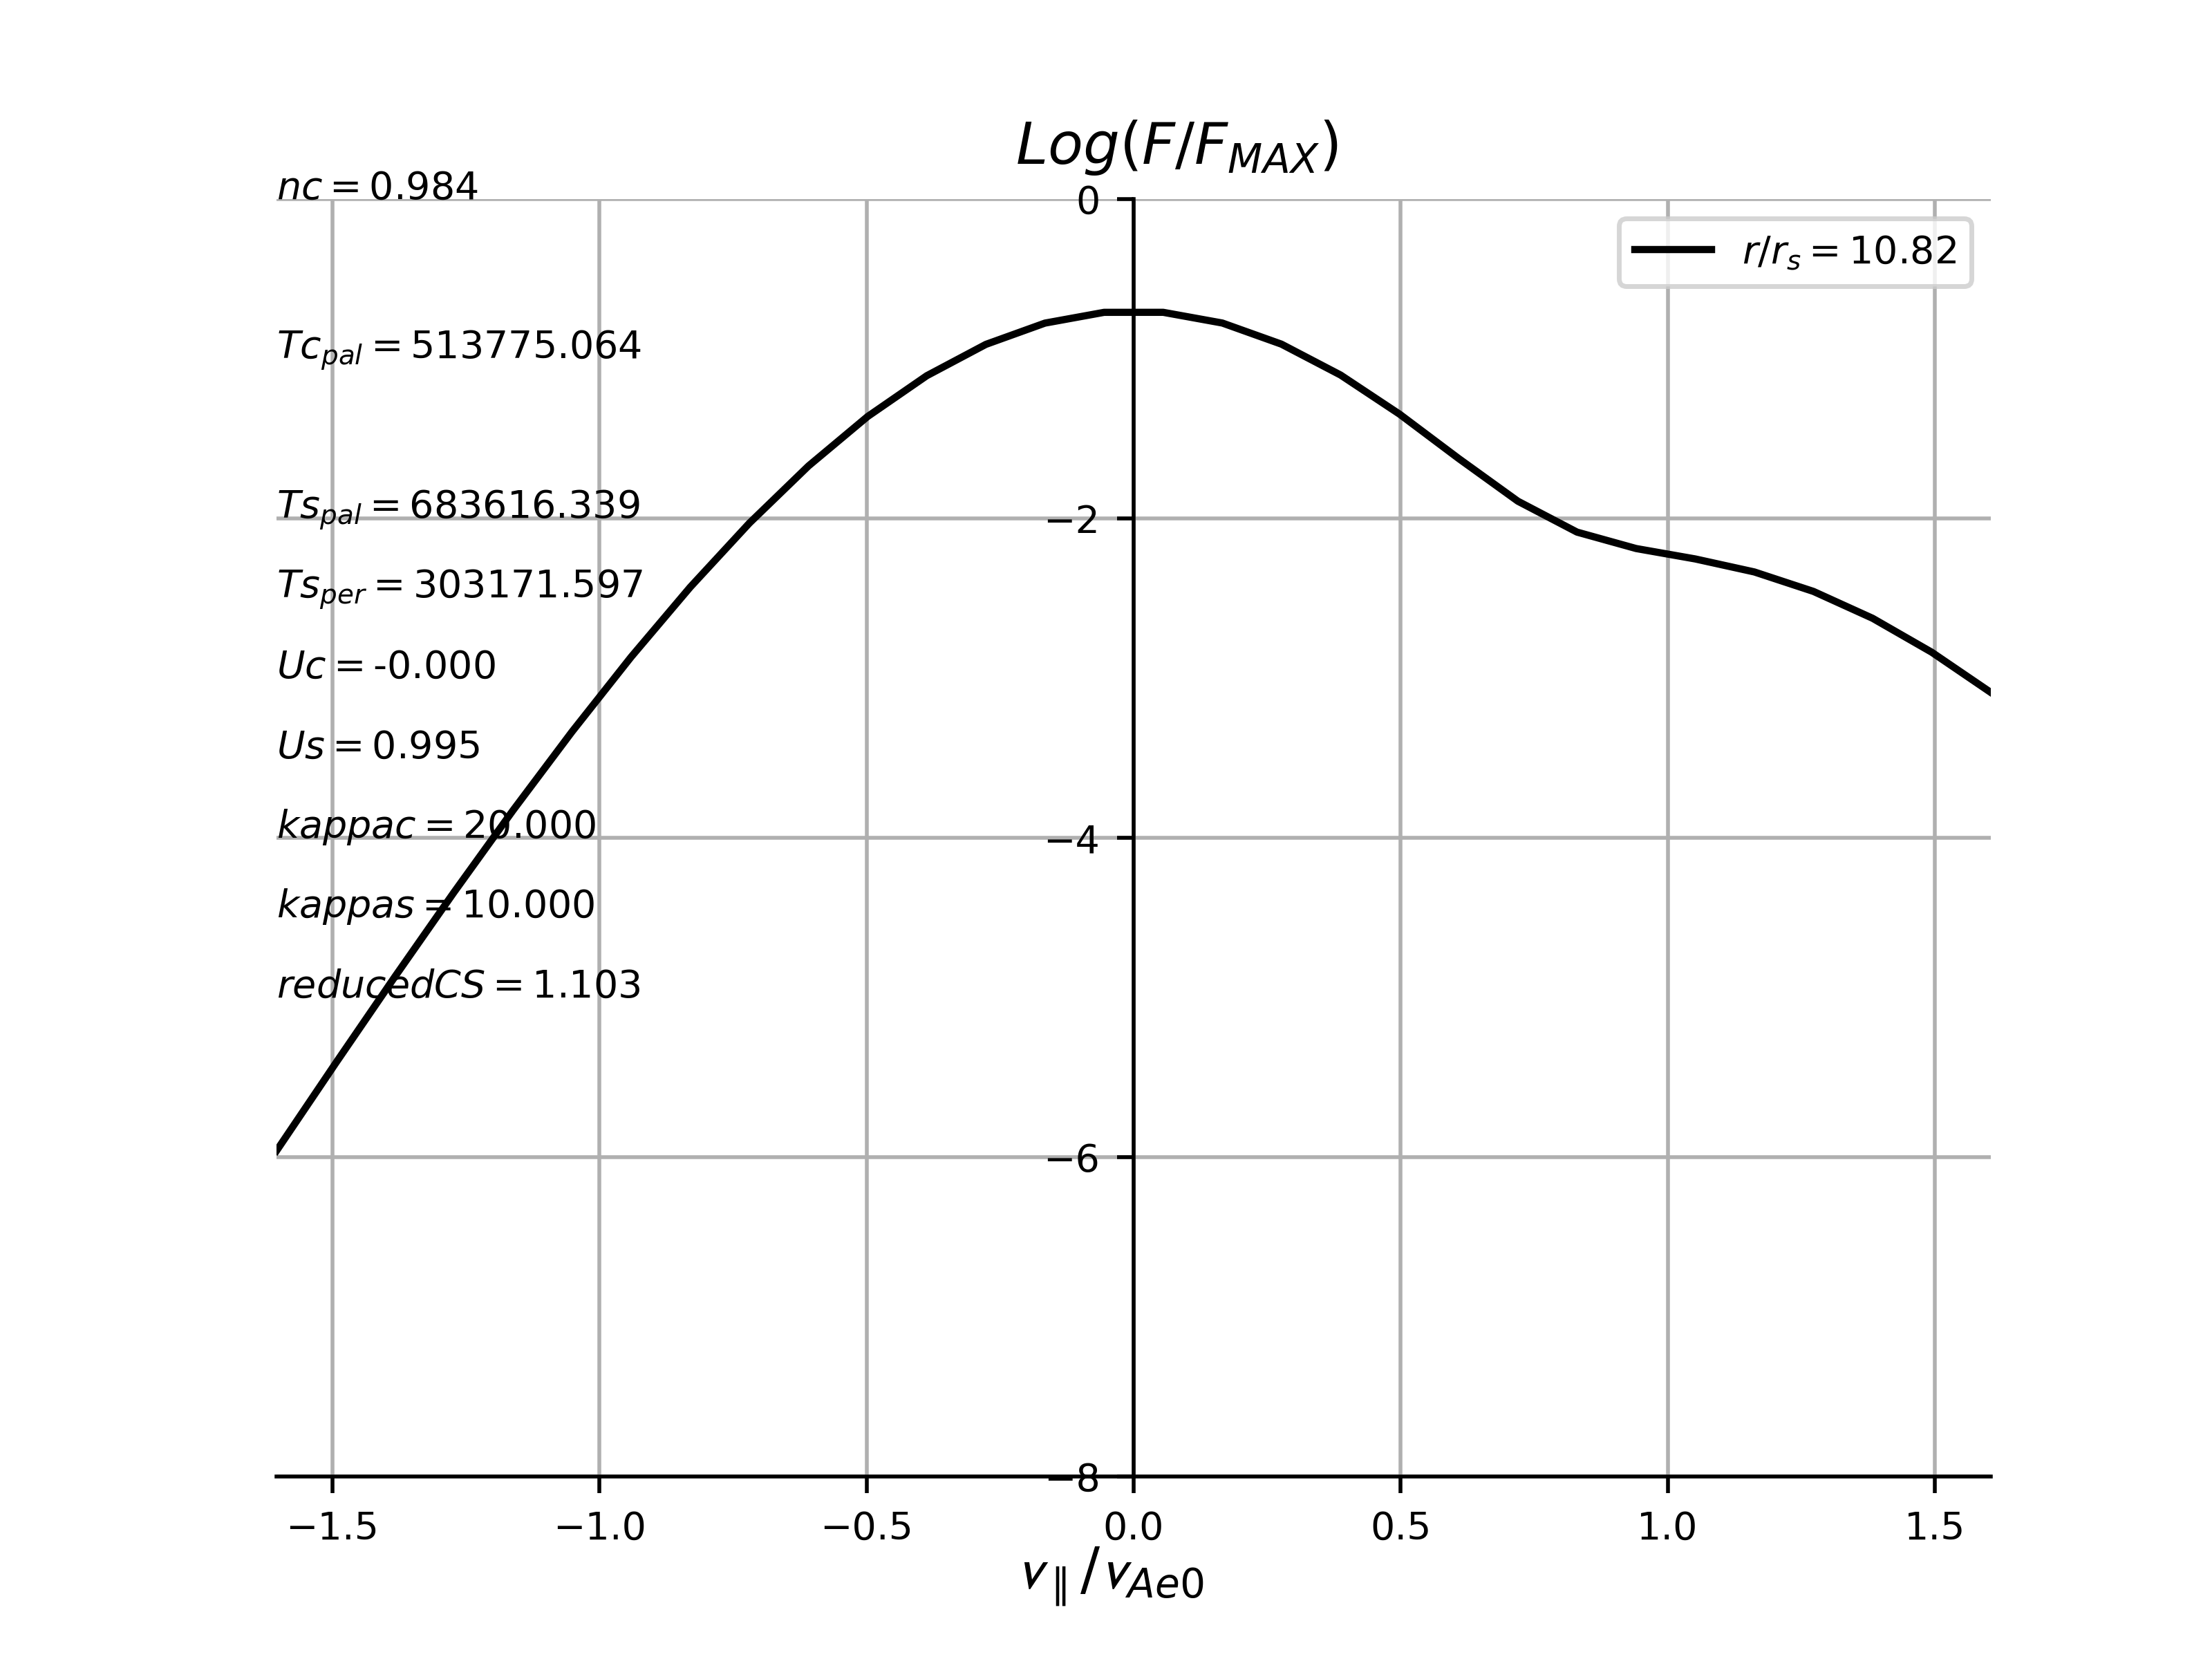 Log(F/F_MAX)
nc = 0.984
0
r/r_s = 10.82
Tc_pal = 513775.064
Ts_pal = 683616.339
−2
Ts_per = 303171.597
Uc = -0.000
Us = 0.995
kappac = 20.000
−4
kappas = 10.000
reducedCS = 1.103
−6
−8
−1.5 −1.0 −0.5 0.0 0.5 1.0 1.5
v_∥/v_Ae0